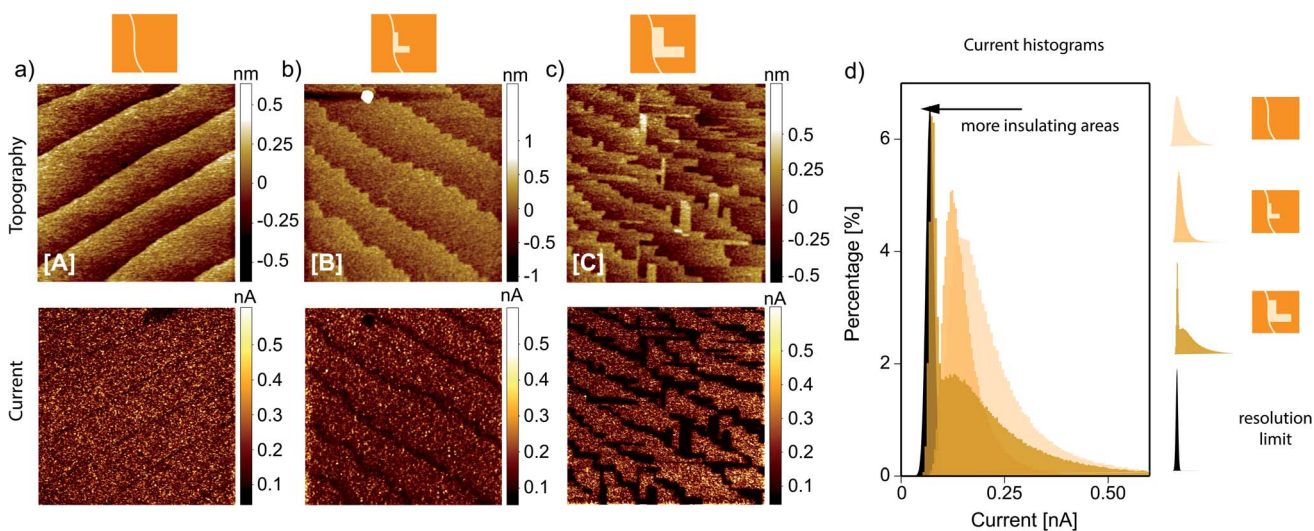 Current histograms
a)
b)
c)
d)
nm
nm
nm
Topography
0.5
0.25
0
-0.25
-0.5
[A]
1
0.5
0
-0.5
-1
[B]
0.5
0.25
0
-0.25
-0.5
[C]
Current
nA
0.5
0.4
0.3
0.2
0.1
nA
0.5
0.4
0.3
0.2
0.1
nA
0.5
0.4
0.3
0.2
0.1
Percentage [%]
6
4
2
0
more insulating areas
0
0.25
0.50
Current [nA]
resolution
limit